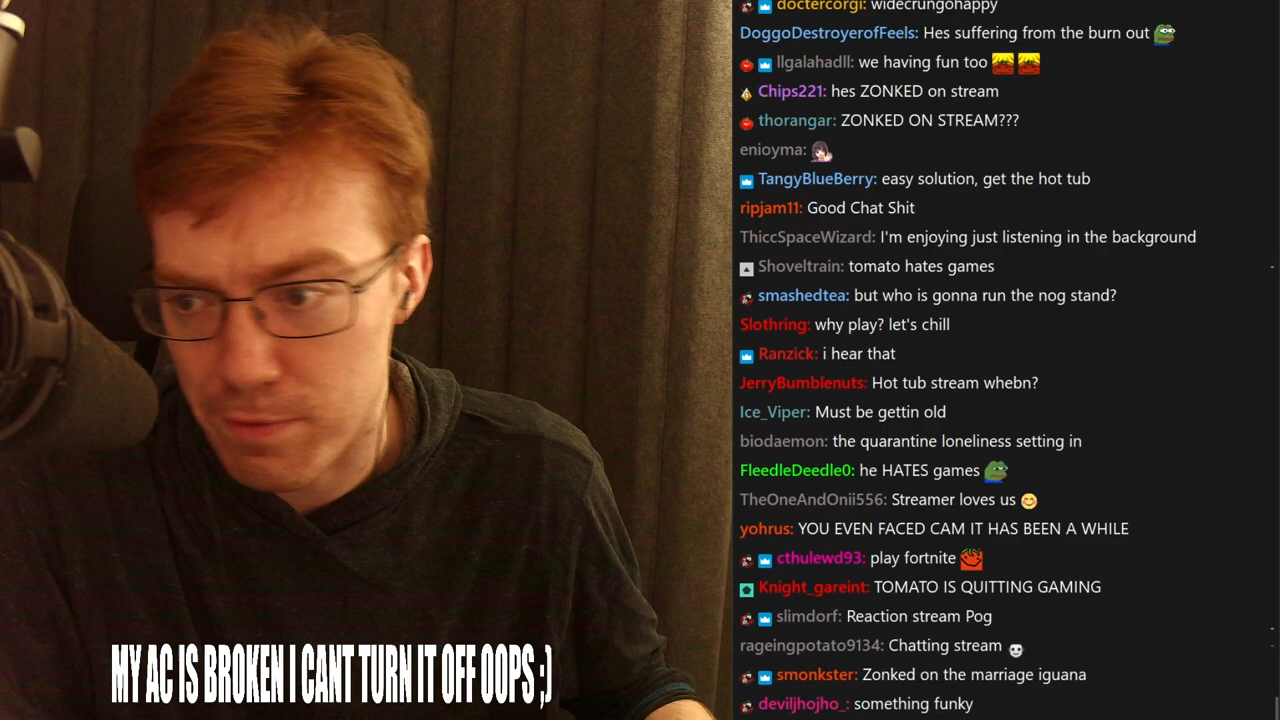 doctercorgi: widecrungohappy
DoggoDestroyerofFeels: Hes suffering from the burn out
llgalahadll: we having fun too
Chips221: hes ZONKED on stream
thorangar: ZONKED ON STREAM???
enioyma:
TangyBlueBerry: easy solution, get the hot tub
ripjam11: Good Chat Shit
ThiccSpaceWizard: I'm enjoying just listening in the background
Shoveltrain: tomato hates games
smashedtea: but who is gonna run the nog stand?
Slothring: why play? let's chill
Ranzick: i hear that
JerryBumblenuts: Hot tub stream whebn?
Ice_Viper: Must be gettin old
biodaemon: the quarantine loneliness setting in
FleedleDeedle0: he HATES games
TheOneAndOnii556: Streamer loves us
yohrus: YOU EVEN FACED CAM IT HAS BEEN A WHILE
cthulewd93: play fortnite
Knight_gareint: TOMATO IS QUITTING GAMING
slimdorf: Reaction stream Pog
rageingpotato9134: Chatting stream
smonkster: Zonked on the marriage iguana
deviljhojho_: something funky
MY AC IS BROKEN I CANT TURN IT OFF OOPS ;)